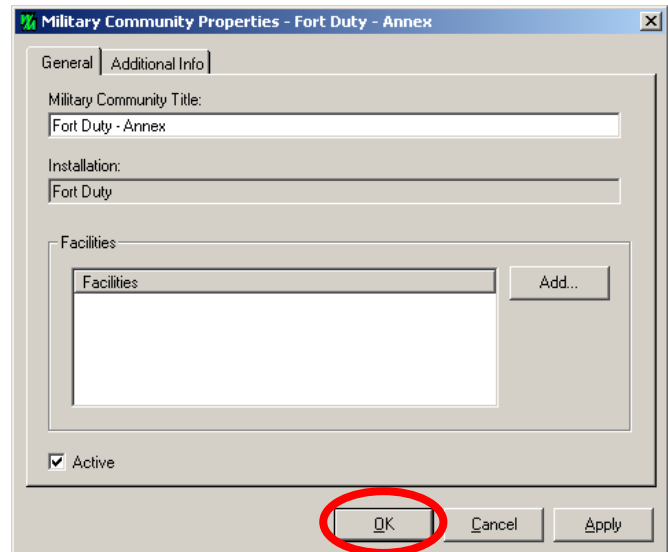 Military Community Properties - Fort Duty - Annex
General Additional Info
Military Community Title:
Fort Duty - Annex
Installation:
Fort Duty
Facilities
Facilities
Add...
Active
OK Cancel Apply